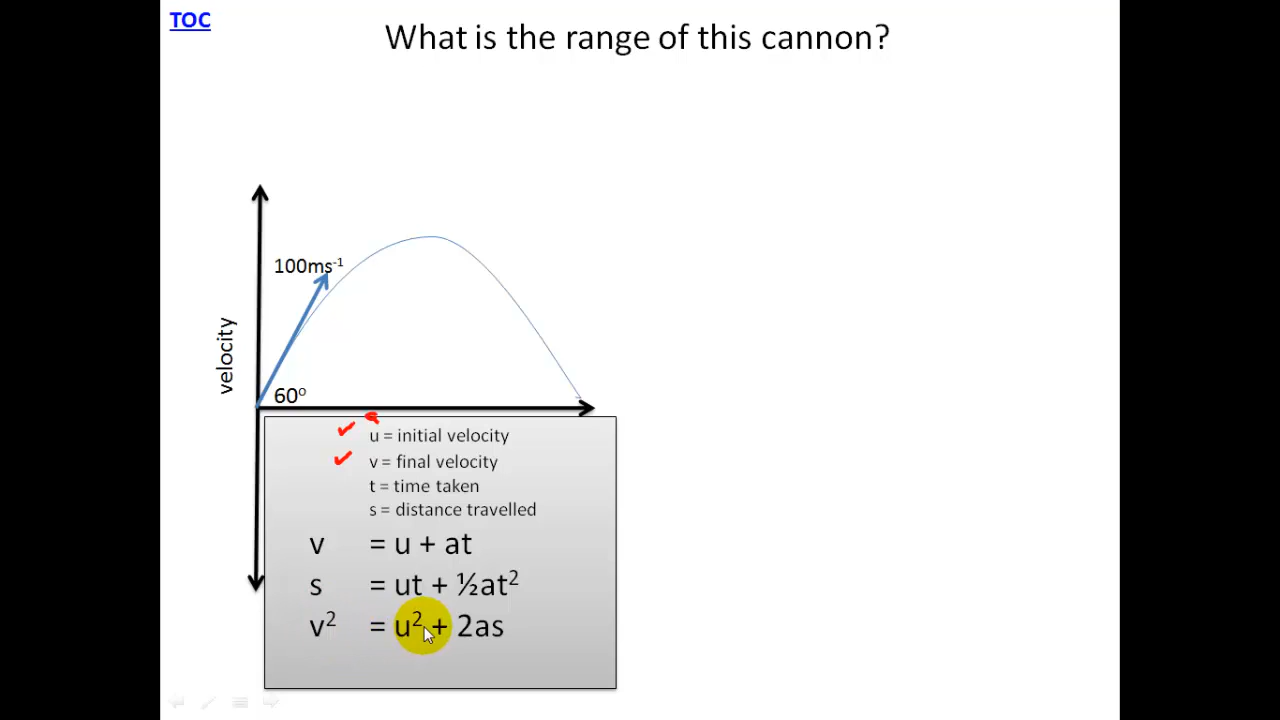 TOC
What is the range of this cannon?
100ms⁻¹
velocity
60º
u = initial velocity
v = final velocity
t = time taken
s = distance travelled
v = u + at
s = ut + ½at²
v² = u² + 2as